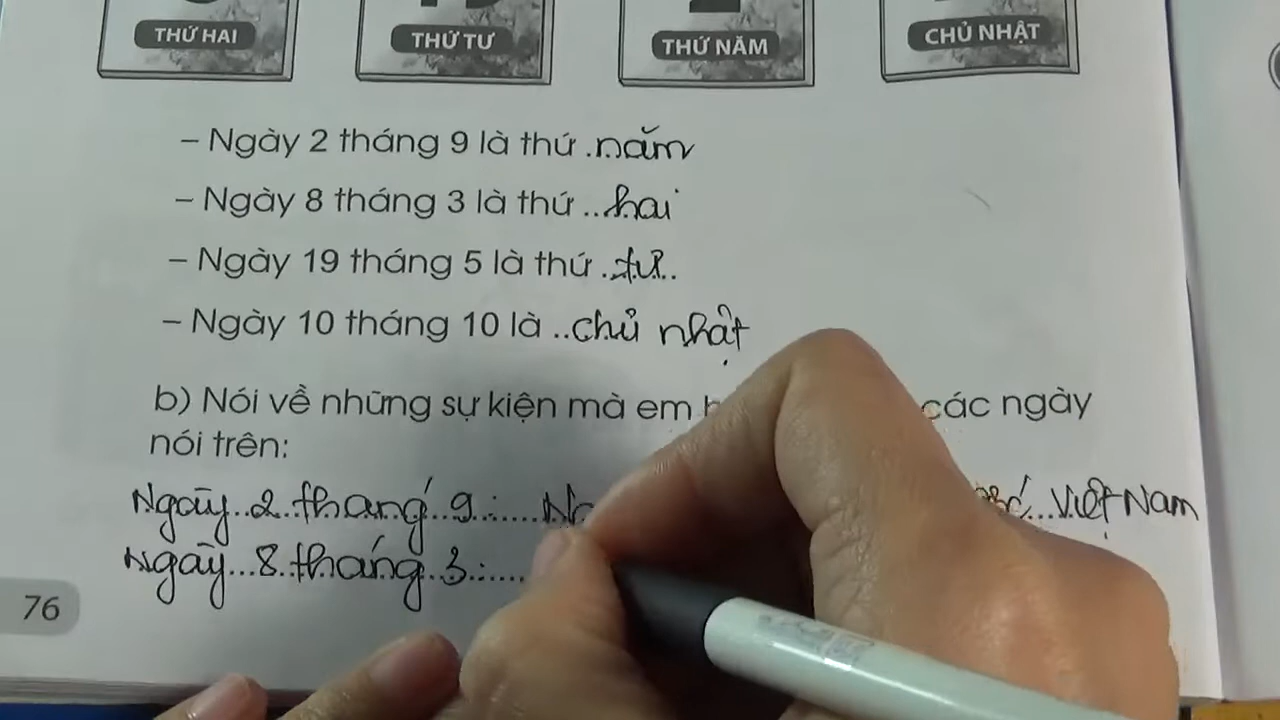 THỨ HAI THỨ TƯ THỨ NĂM CHỦ NHẬT
– Ngày 2 tháng 9 là thứ .năm
– Ngày 8 tháng 3 là thứ ..hai
– Ngày 19 tháng 5 là thứ ..tư..
– Ngày 10 tháng 10 là ..chủ nhật
b) Nói về những sự kiện mà em các ngày
nói trên:
Ngày..2..tháng..9.:...... ...Việt Nam
Ngày...8..tháng..3.:......
76